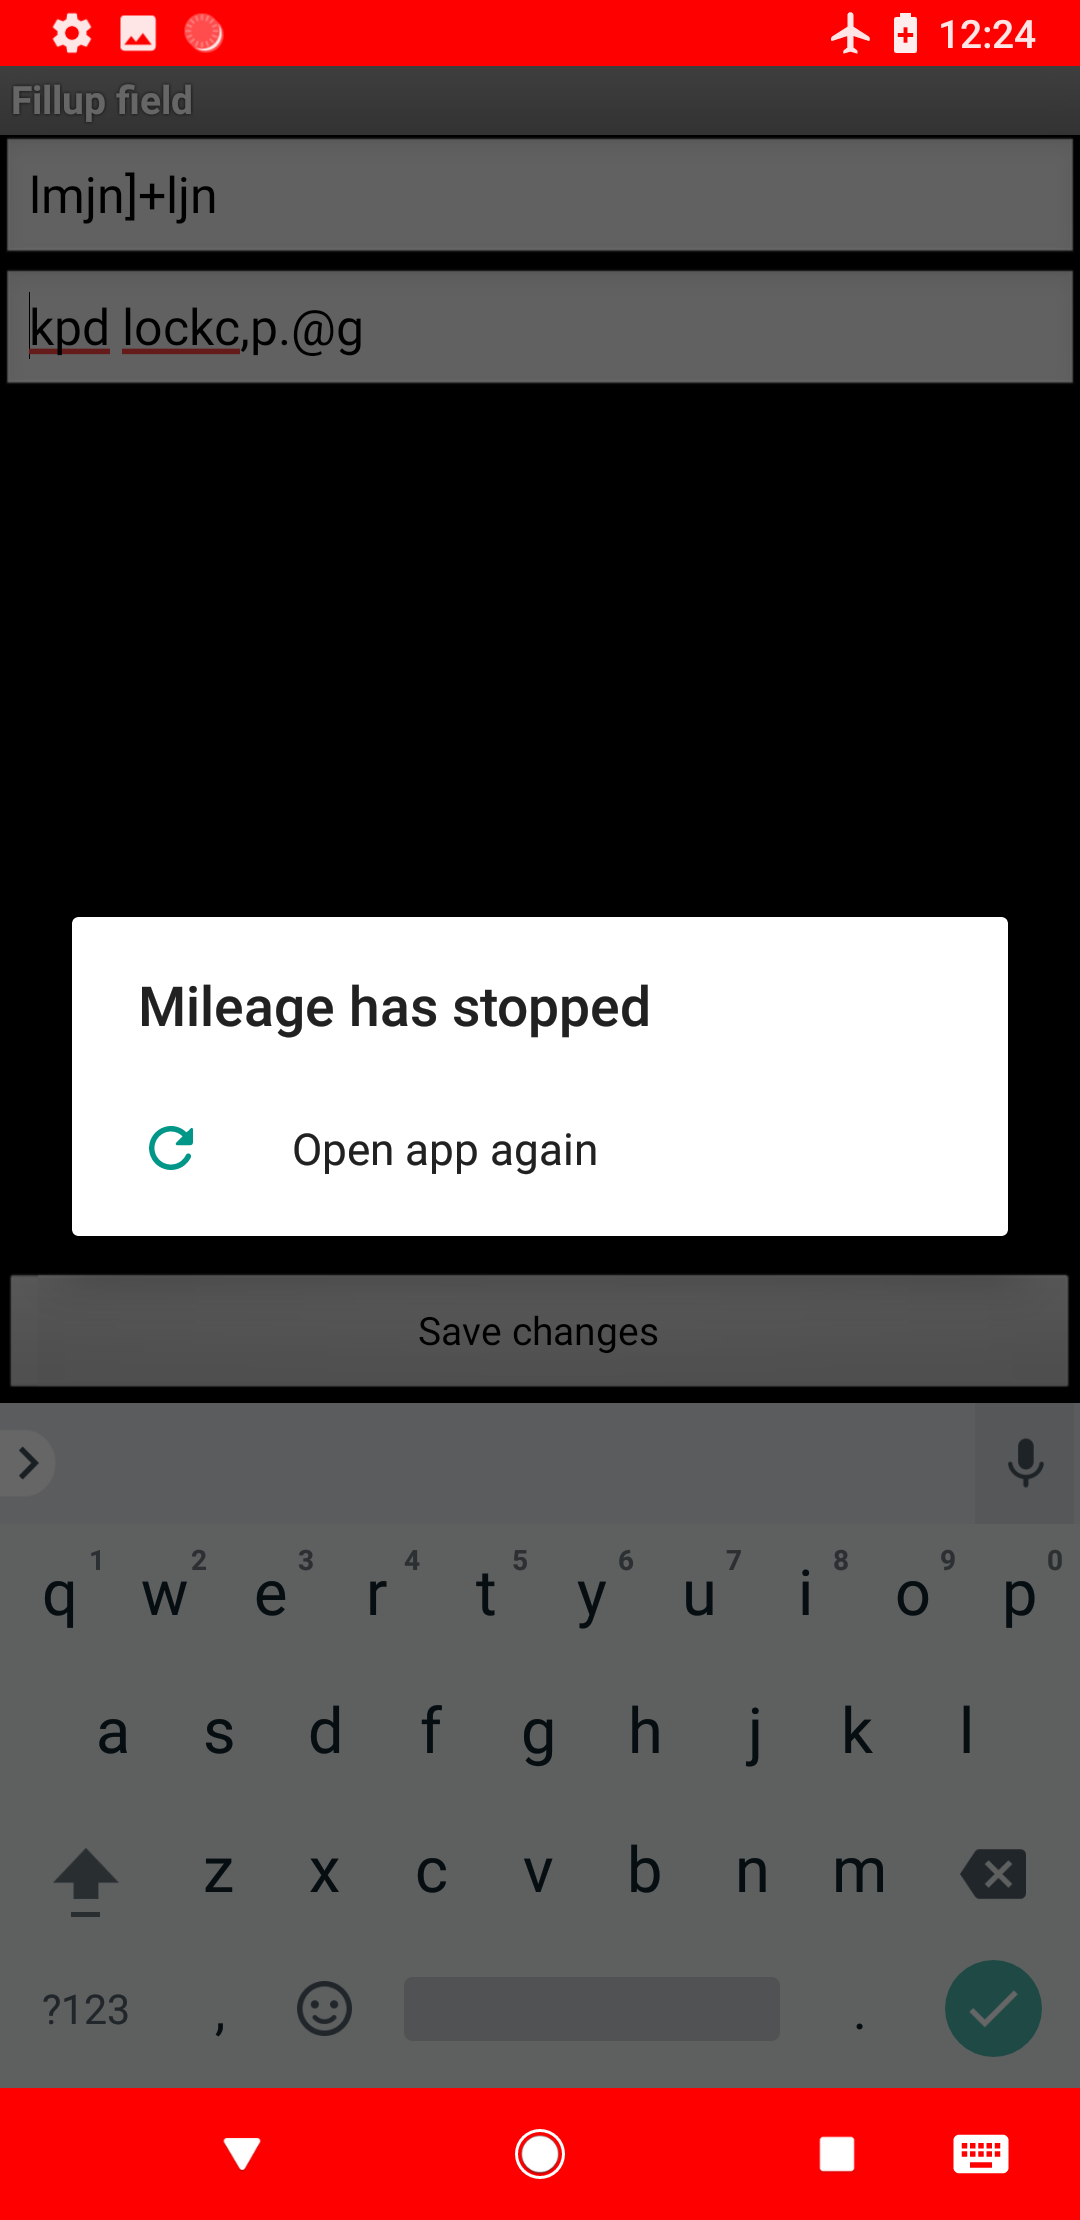 12:24
Fillup field
lmjn]+ljn
kpd lockc,p.@g
Mileage has stopped
Open app again
Save changes
1 2 3 4 5 6 7 8 9 0
q w e r t y u i o p
a s d f g h j k l
z x c v b n m
?123 , .